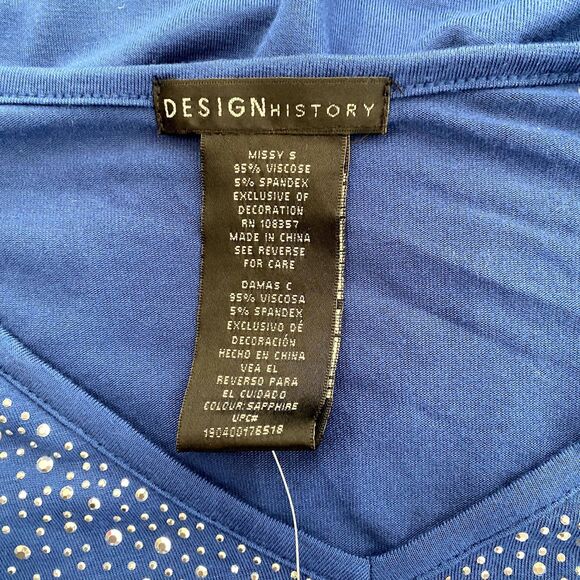 DESIGNHISTORY
MISSY S
95% VISCOSE
5% SPANDEX
EXCLUSIVE OF
DECORATION
RN 108357
MADE IN CHINA
SEE REVERSE
FOR CARE
DAMAS C
95% VISCOSA
5% SPANDEX
EXCLUSIVO DÉ
DECORACIÓN
HECHO EN CHINA
VEA EL
REVERSO PARA
EL CUIDADO
COLOUR:SAPPHIRE
UPC#
190400176518